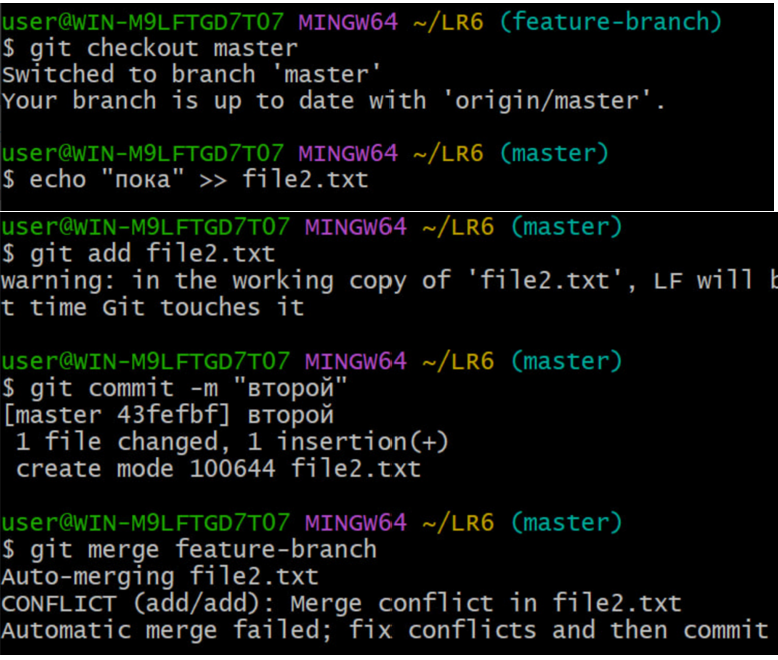 user@WIN-M9LFTGD7T07 MINGW64 ~/LR6 (feature-branch)
$ git checkout master
Switched to branch 'master'
Your branch is up to date with 'origin/master'.
user@WIN-M9LFTGD7T07 MINGW64 ~/LR6 (master)
$ echo "пока" >> file2.txt
user@WIN-M9LFTGD7T07 MINGW64 ~/LR6 (master)
$ git add file2.txt
warning: in the working copy of 'file2.txt', LF will
t time Git touches it
user@WIN-M9LFTGD7T07 MINGW64 ~/LR6 (master)
$ git commit -m "второй"
[master 43fefbf] второй
1 file changed, 1 insertion(+)
create mode 100644 file2.txt
user@WIN-M9LFTGD7T07 MINGW64 ~/LR6 (master)
$ git merge feature-branch
Auto-merging file2.txt
CONFLICT (add/add): Merge conflict in file2.txt
Automatic merge failed; fix conflicts and then commit